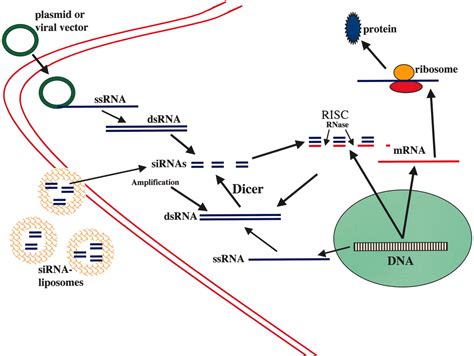 plasmid or
viral vector
protein
ribosome
ssRNA
dsRNA
RISC
RNase
mRNA
siRNAs
Amplification
Dicer
dsRNA
siRNA-
liposomes
ssRNA
DNA